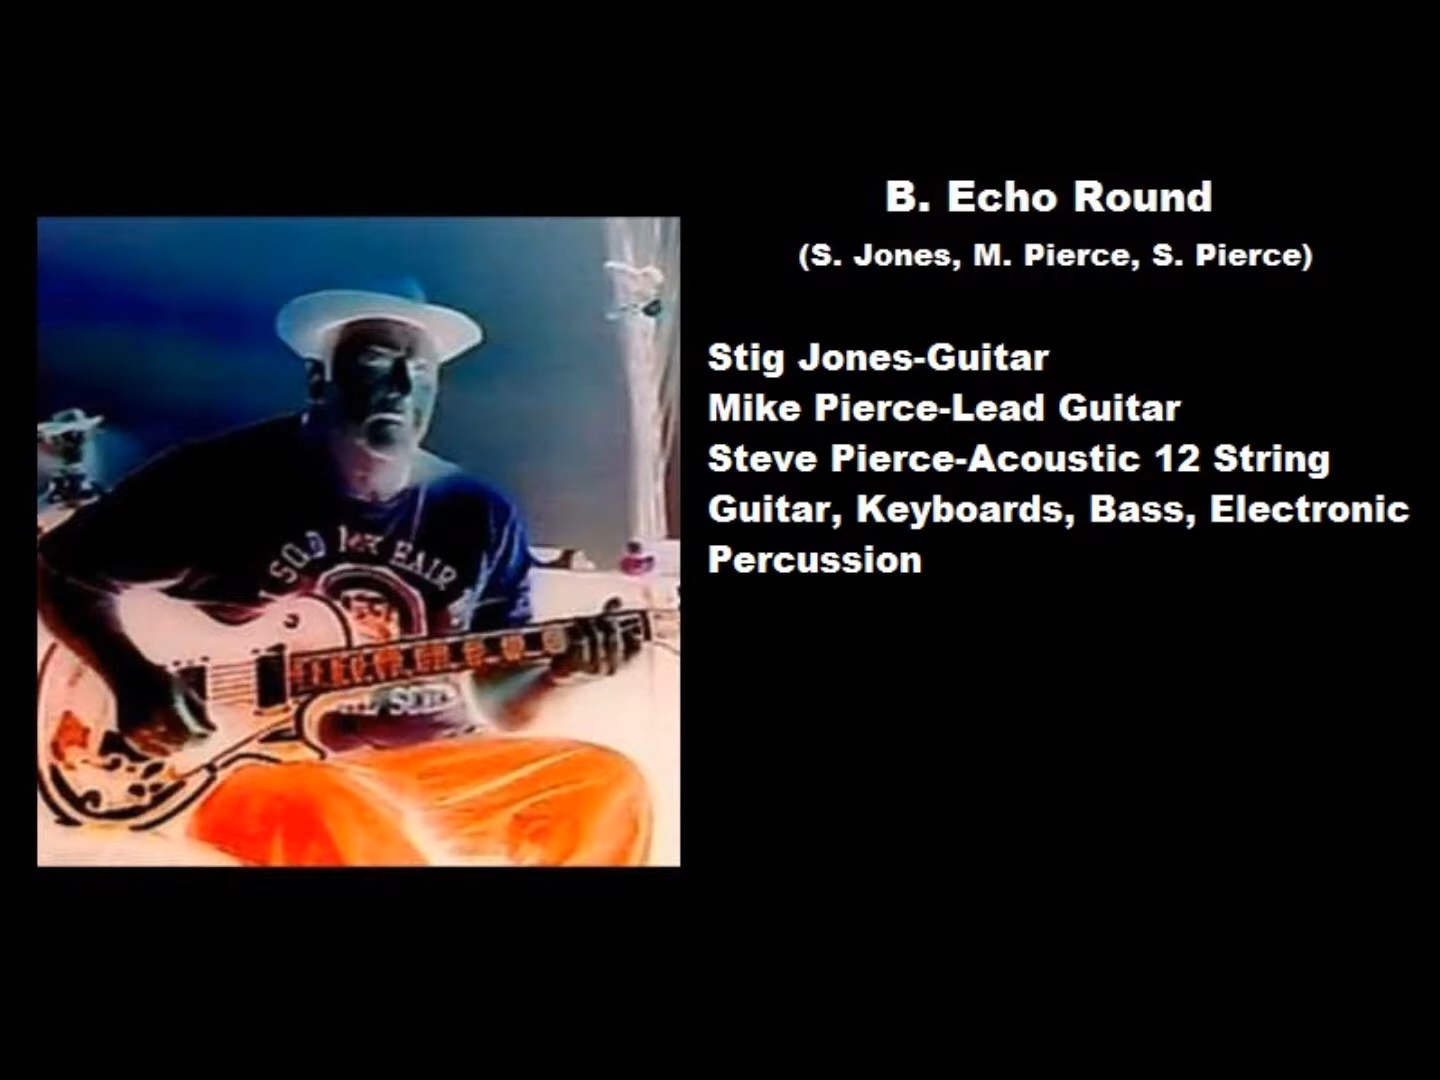 B. Echo Round
(S. Jones, M. Pierce, S. Pierce)
Stig Jones-Guitar
Mike Pierce-Lead Guitar
Steve Pierce-Acoustic 12 String
Guitar, Keyboards, Bass, Electronic
Percussion